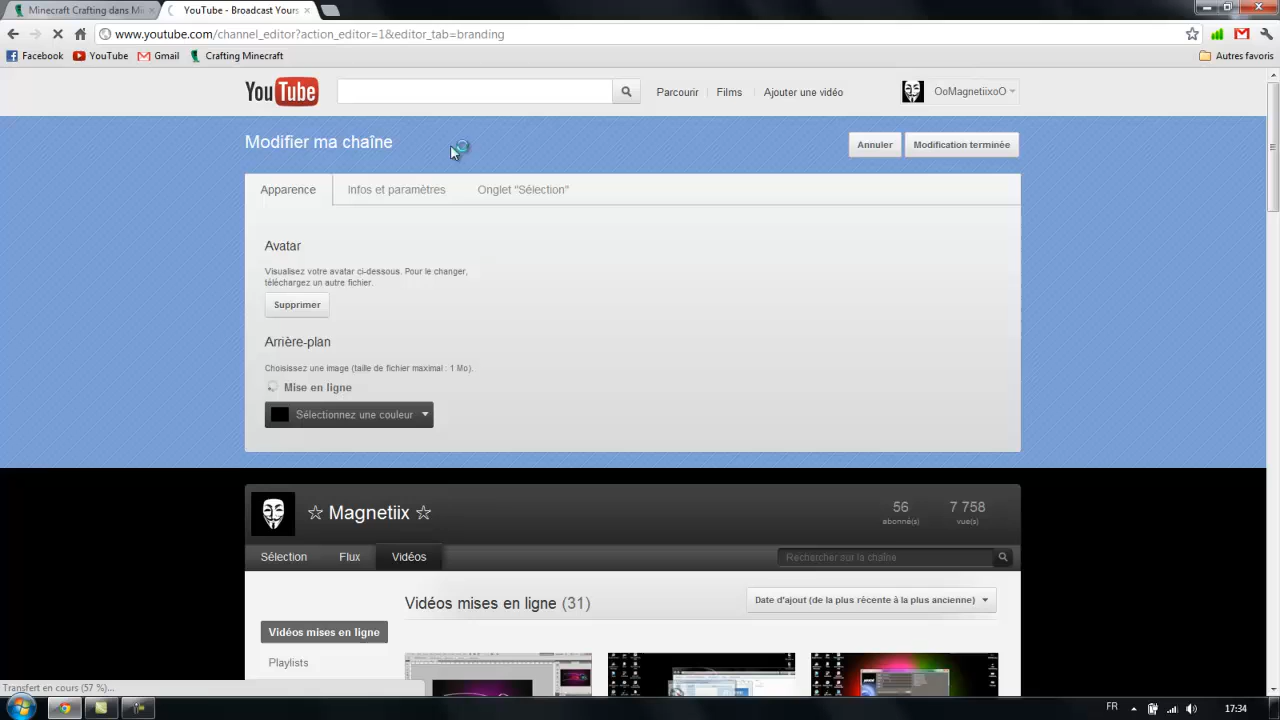 Minecraft Crafting dans Mi
YouTube - Broadcast Yours
www.youtube.com/channel_editor?action_editor=1&editor_tab=branding
Facebook YouTube Gmail Crafting Minecraft Autres favoris
YouTube Parcourir Films Ajouter une vidéo OoMagnetiixoO
Modifier ma chaîne Annuler Modification terminée
Apparence Infos et paramètres Onglet "Sélection"
Avatar
Visualisez votre avatar ci-dessous. Pour le changer,
téléchargez un autre fichier.
Supprimer
Arrière-plan
Choisissez une image (taille de fichier maximal : 1 Mo).
Mise en ligne
Sélectionnez une couleur
☆ Magnetiix ☆ 56 7 758
abonné(s) vue(s)
Sélection Flux Vidéos Rechercher sur la chaîne
Vidéos mises en ligne (31) Date d'ajout (de la plus récente à la plus ancienne)
Vidéos mises en ligne
Playlists
Transfert en cours (57 %)...
FR 17:34